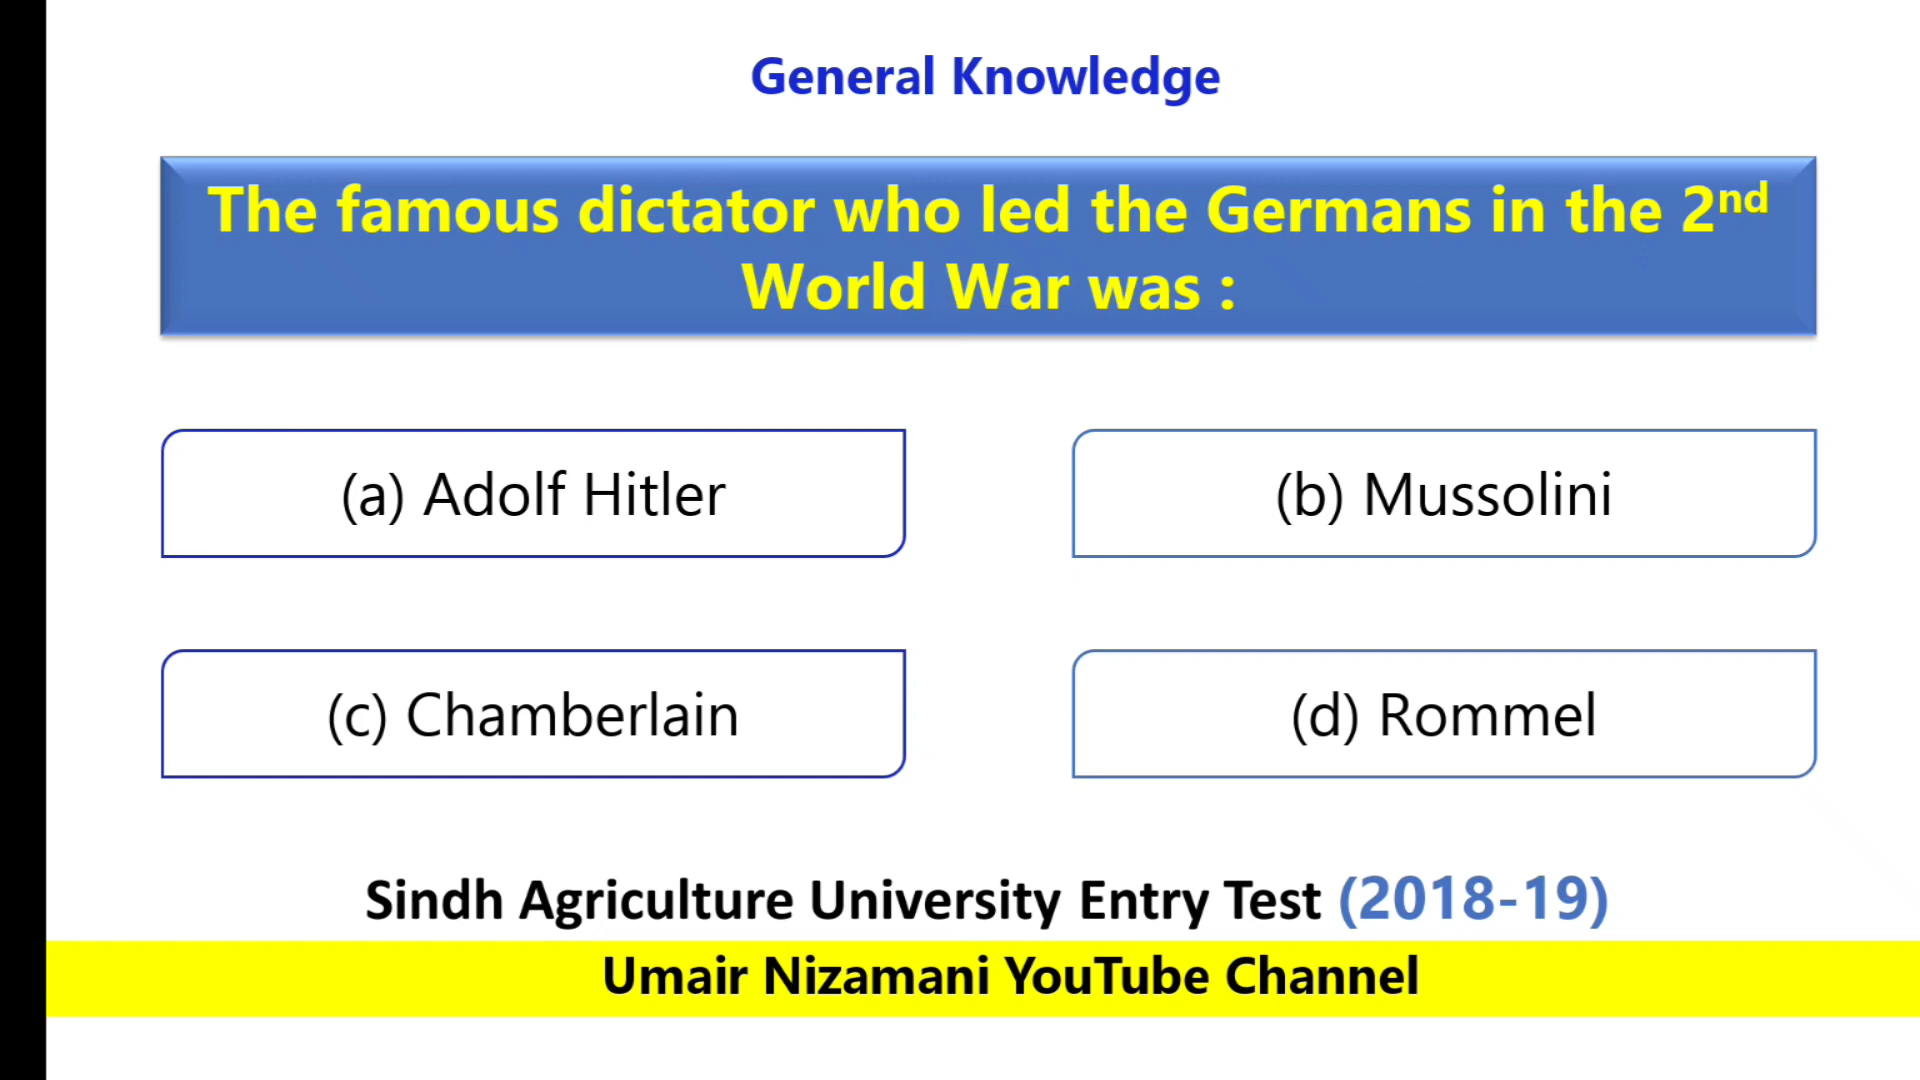 General Knowledge
The famous dictator who led the Germans in the 2nd
World War was :
(a) Adolf Hitler
(b) Mussolini
(c) Chamberlain
(d) Rommel
Sindh Agriculture University Entry Test (2018-19)
Umair Nizamani YouTube Channel